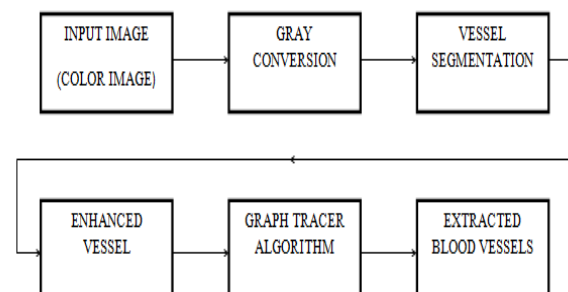 INPUT IMAGE
(COLOR IMAGE)
GRAY
CONVERSION
VESSEL
SEGMENTATION
ENHANCED
VESSEL
GRAPH TRACER
ALGORITHM
EXTRACTED
BLOOD VESSELS